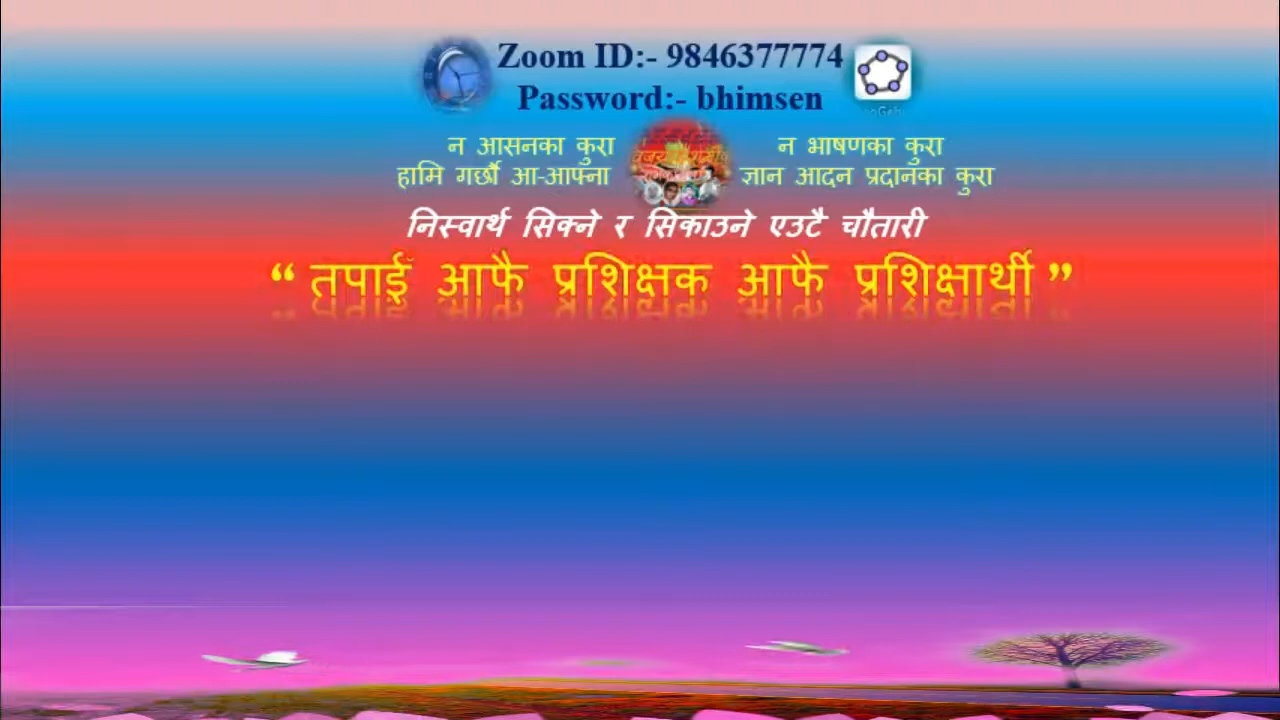 Zoom ID:- 9846377774
Password:- bhimsen
न आसनका कुरा
न भाषणका कुरा
हामि गर्छौं आ-आफ्ना
ज्ञान आदन प्रदानका कुरा
निस्वार्थ सिक्ने र सिकाउने एउटै चौतारी
“ तपाईँ आफै प्रशिक्षक आफै प्रशिक्षार्थी ”